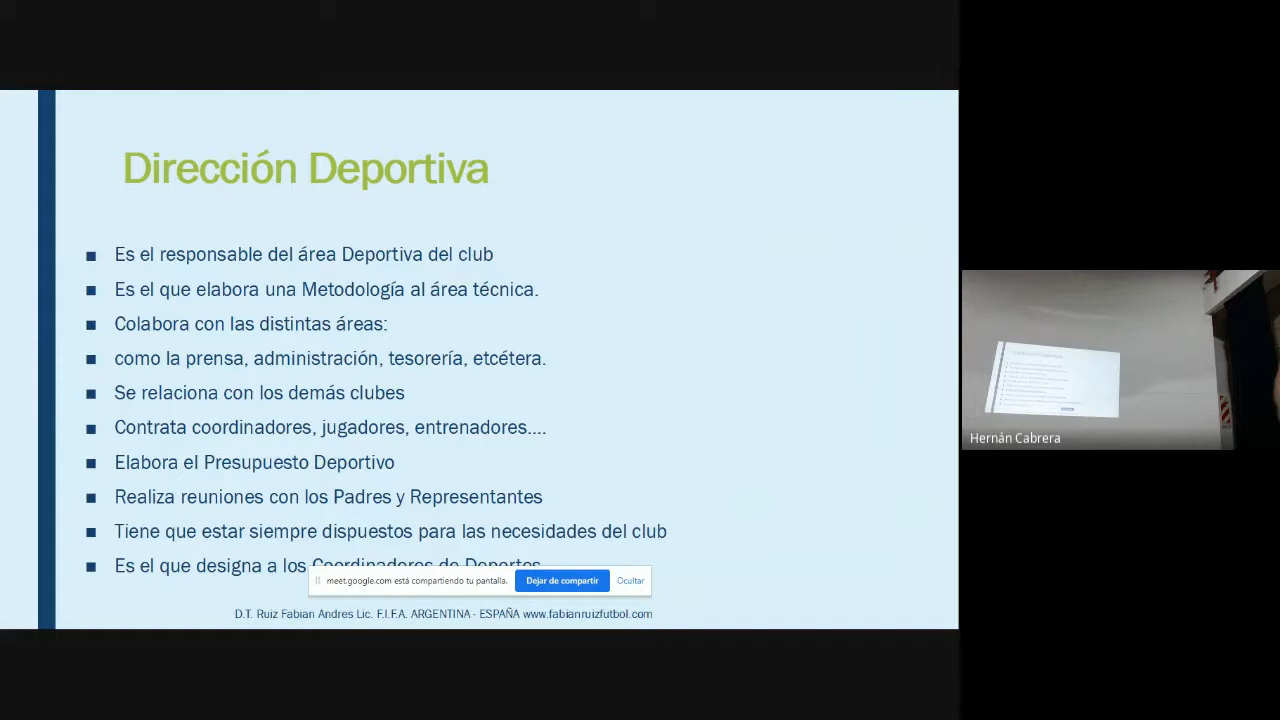 Dirección Deportiva
Es el responsable del área Deportiva del club
Es el que elabora una Metodología al área técnica.
Colabora con las distintas áreas:
como la prensa, administración, tesorería, etcétera.
Se relaciona con los demás clubes
Contrata coordinadores, jugadores, entrenadores....
Elabora el Presupuesto Deportivo
Realiza reuniones con los Padres y Representantes
Tiene que estar siempre dispuestos para las necesidades del club
Es el que designa a los Coordinadores de Deportes
meet.google.com está compartiendo tu pantalla.
Dejar de compartir
Ocultar
D.T. Ruiz Fabian Andres Lic. F.I.F.A. ARGENTINA - ESPAÑA www.fabianruizfutbol.com
Hernán Cabrera